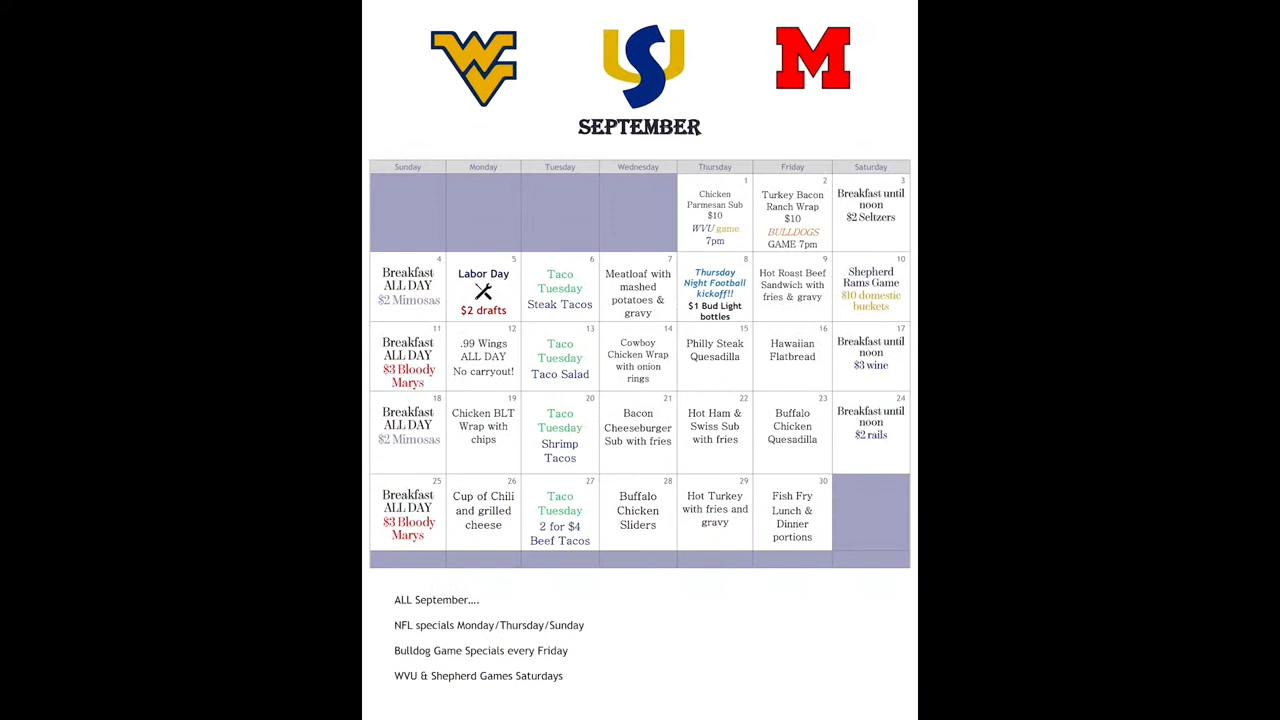 WV
SU
M
SEPTEMBER
Sunday Monday Tuesday Wednesday Thursday Friday Saturday
1
Chicken
Parmesan Sub
$10
WVU game
7pm
2
Turkey Bacon
Ranch Wrap
$10
BULLDOGS
GAME 7pm
3
Breakfast until
noon
$2 Seltzers
4
Breakfast
ALL DAY
$2 Mimosas
5
Labor Day
$2 drafts
6
Taco
Tuesday
Steak Tacos
7
Meatloaf with
mashed
potatoes &
gravy
8
Thursday
Night Football
kickoff!!
$1 Bud Light
bottles
9
Hot Roast Beef
Sandwich with
fries & gravy
10
Shepherd
Rams Game
$10 domestic
buckets
11
Breakfast
ALL DAY
$3 Bloody
Marys
12
.99 Wings
ALL DAY
No carryout!
13
Taco
Tuesday
Taco Salad
14
Cowboy
Chicken Wrap
with onion
rings
15
Philly Steak
Quesadilla
16
Hawaiian
Flatbread
17
Breakfast until
noon
$3 wine
18
Breakfast
ALL DAY
$2 Mimosas
19
Chicken BLT
Wrap with
chips
20
Taco
Tuesday
Shrimp
Tacos
21
Bacon
Cheeseburger
Sub with fries
22
Hot Ham &
Swiss Sub
with fries
23
Buffalo
Chicken
Quesadilla
24
Breakfast until
noon
$2 rails
25
Breakfast
ALL DAY
$3 Bloody
Marys
26
Cup of Chili
and grilled
cheese
27
Taco
Tuesday
2 for $4
Beef Tacos
28
Buffalo
Chicken
Sliders
29
Hot Turkey
with fries and
gravy
30
Fish Fry
Lunch &
Dinner
portions
ALL September....
NFL specials Monday/Thursday/Sunday
Bulldog Game Specials every Friday
WVU & Shepherd Games Saturdays